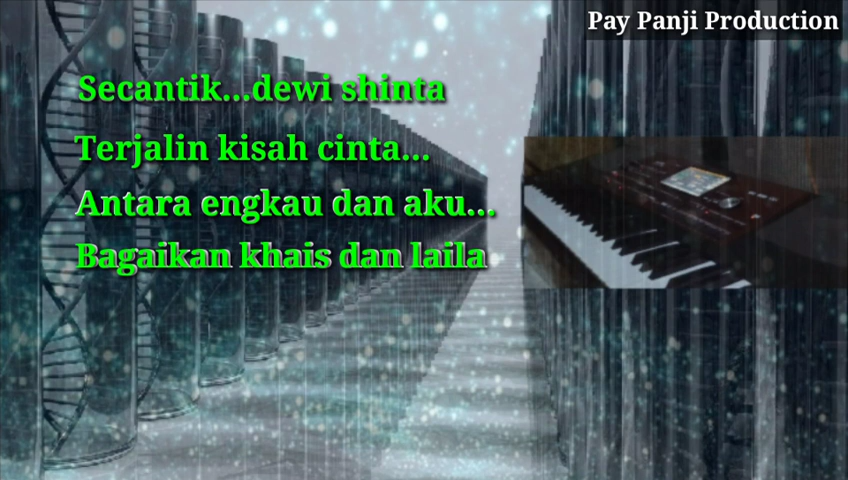 Pay Panji Production
Secantik...dewi shinta
Terjalin kisah cinta...
Antara engkau dan aku...
Bagaikan khais dan laila